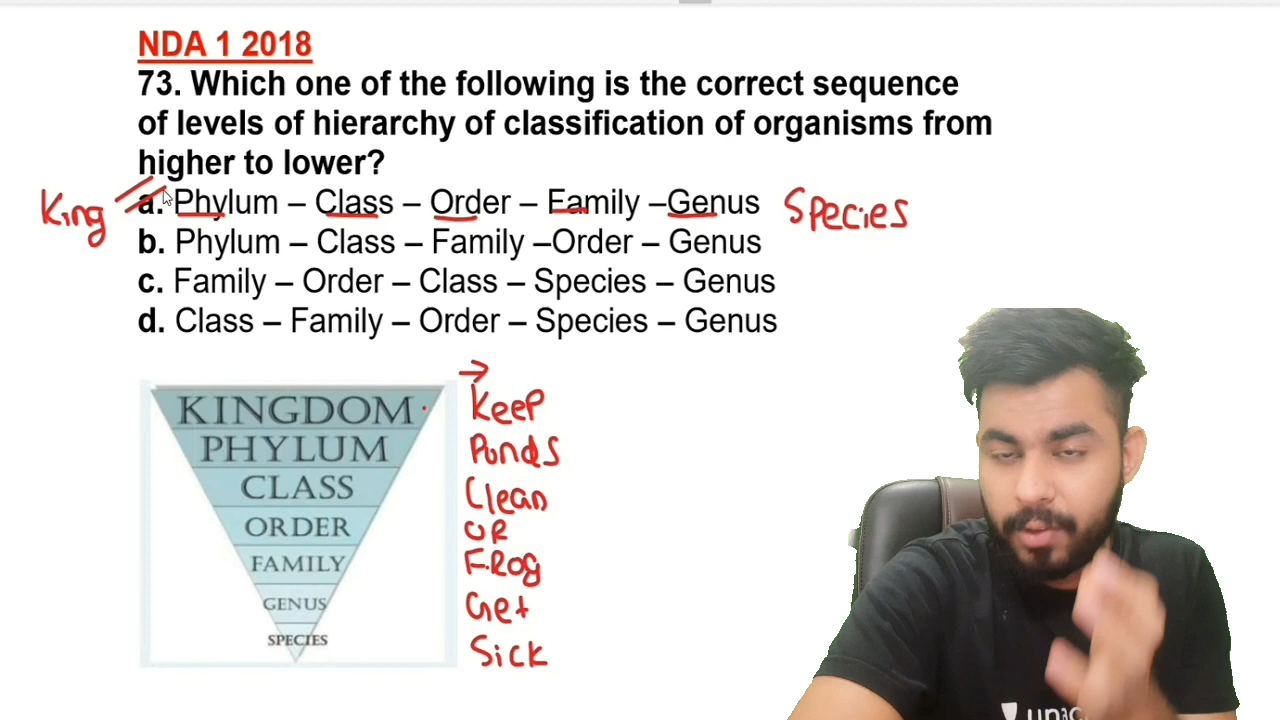 NDA 1 2018
73. Which one of the following is the correct sequence
of levels of hierarchy of classification of organisms from
higher to lower?
King a. Phylum – Class – Order – Family –Genus Species
b. Phylum – Class – Family –Order – Genus
c. Family – Order – Class – Species – Genus
d. Class – Family – Order – Species – Genus
KINGDOM Keep
PHYLUM Ponds
CLASS Clean
ORDER OR
FAMILY FROg
GENUS Get
SPECIES Sick